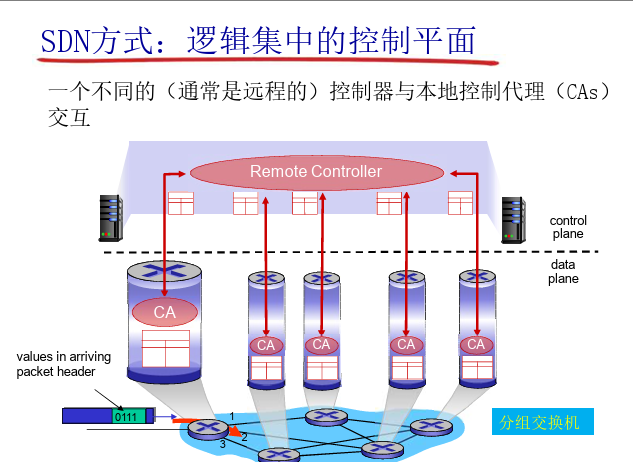 SDN方式：逻辑集中的控制平面
一个不同的（通常是远程的）控制器与本地控制代理（CAs）
交互
Remote Controller
control
plane
data
plane
CA
CA
CA
CA
CA
values in arriving
packet header
0111
1
2
3
分组交换机